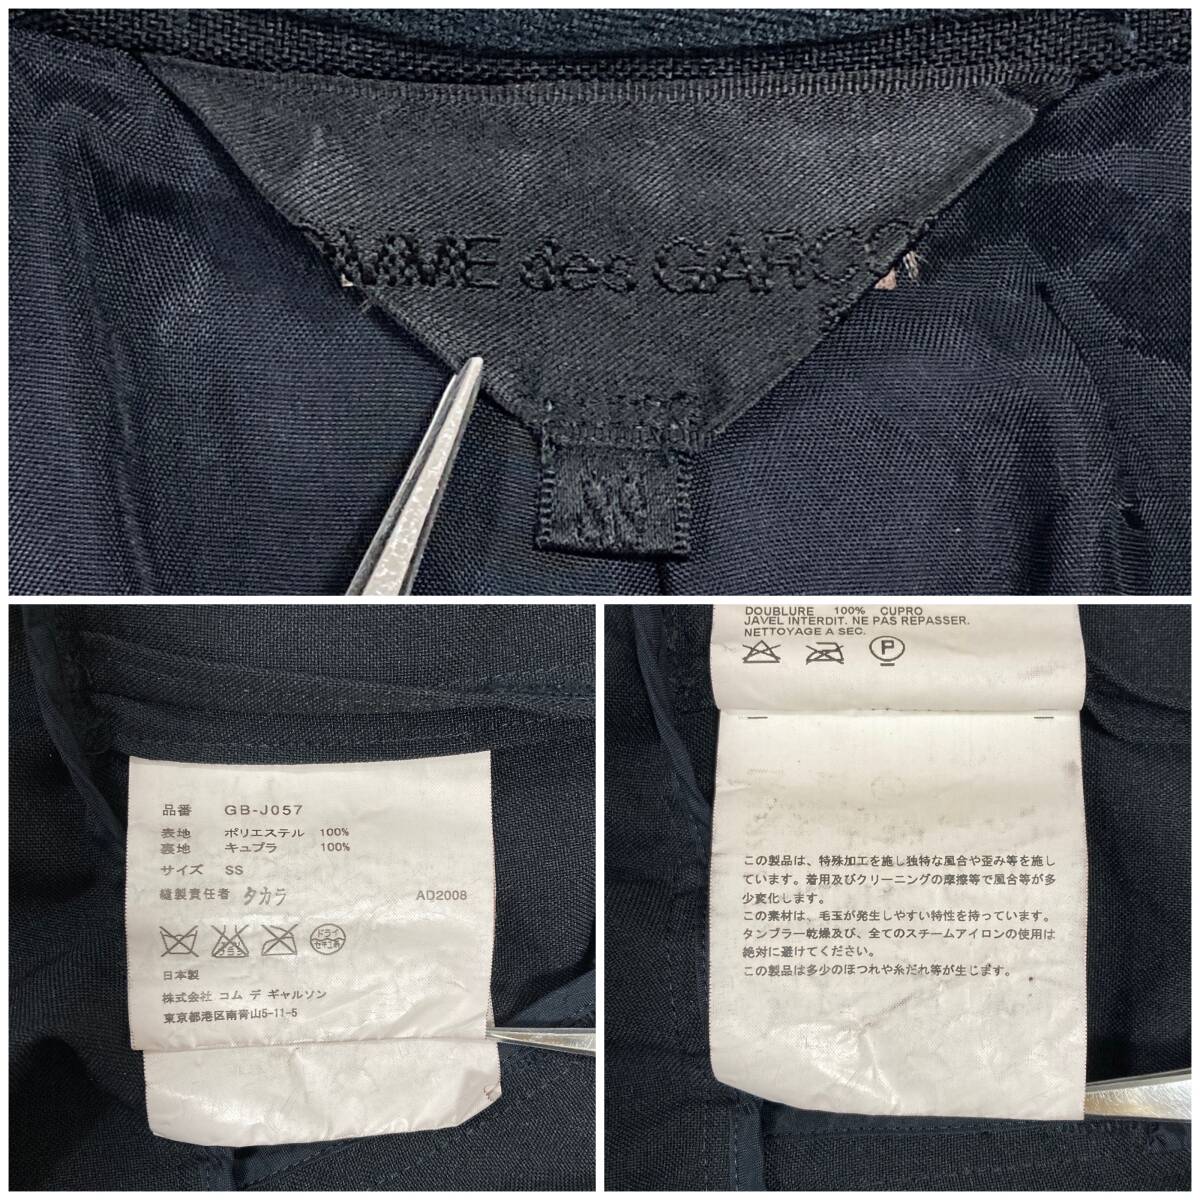 OMME des GARCO
品番 GB-J057
表地 ポリエステル 100%
裏地 キュプラ 100%
サイズ SS
縫製責任者 タカラ AD2008
ドライ
セキユ系
日本製
株式会社 コム デ ギャルソン
東京都港区南青山5-11-5
DOUBLURE 100% CUPRO
JAVEL INTERDIT. NE PAS REPASSER.
NETTOYAGE A SEC.
P
この製品は、特殊加工を施し独特な風合や歪み等を施し
ています。着用及びクリーニングの摩擦等で風合等が多
少変化します。
この素材は、毛玉が発生しやすい特性を持っています。
タンブラー乾燥及び、全てのスチームアイロンの使用は
絶対に避けてください。
この製品は多少のほつれや糸だれ等が生じます。